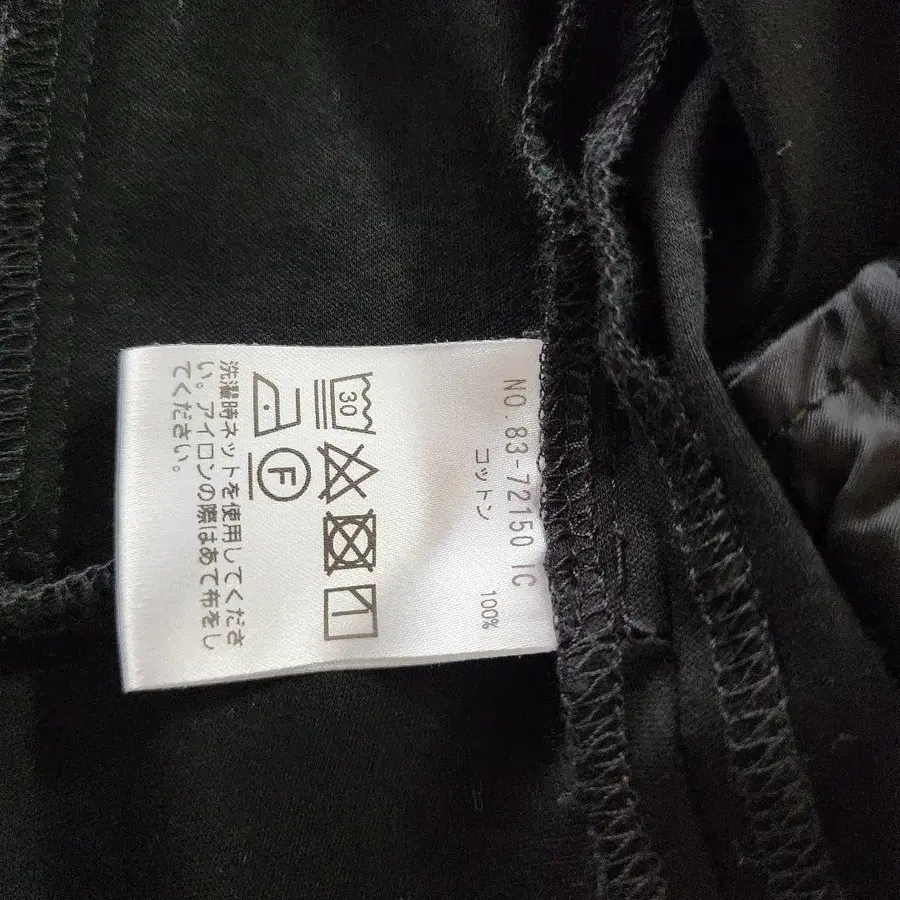 NO.83-72150 IC
コットン 100%
30
F
洗濯時ネットを使用してくださ
い。アイロンの際はあて布をし
てください。